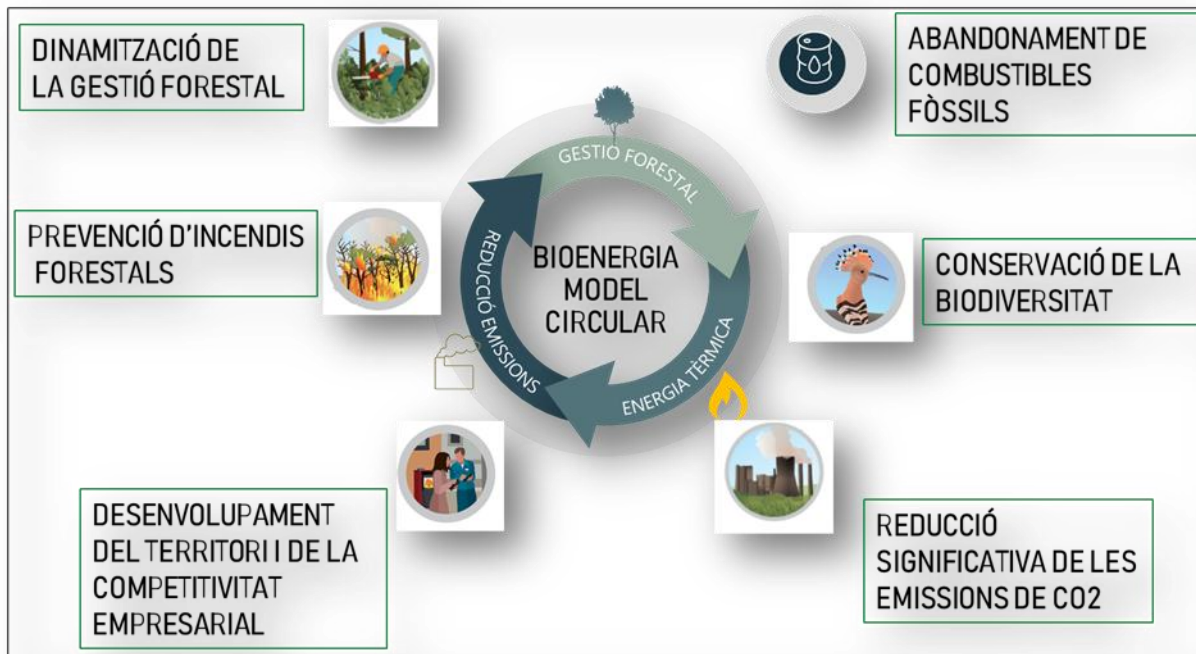 DINAMITZACIÓ DE
LA GESTIÓ FORESTAL
ABANDONAMENT DE
COMBUSTIBLES
FÒSSILS
GESTIÓ FORESTAL
PREVENCIÓ D'INCENDIS
FORESTALS
REDUCCIÓ EMISSIONS
BIOENERGIA
MODEL
CIRCULAR
CONSERVACIÓ DE LA
BIODIVERSITAT
ENERGIA TÈRMICA
DESENVOLUPAMENT
DEL TERRITORI I DE LA
COMPETITIVITAT
EMPRESARIAL
REDUCCIÓ
SIGNIFICATIVA DE LES
EMISSIONS DE CO2